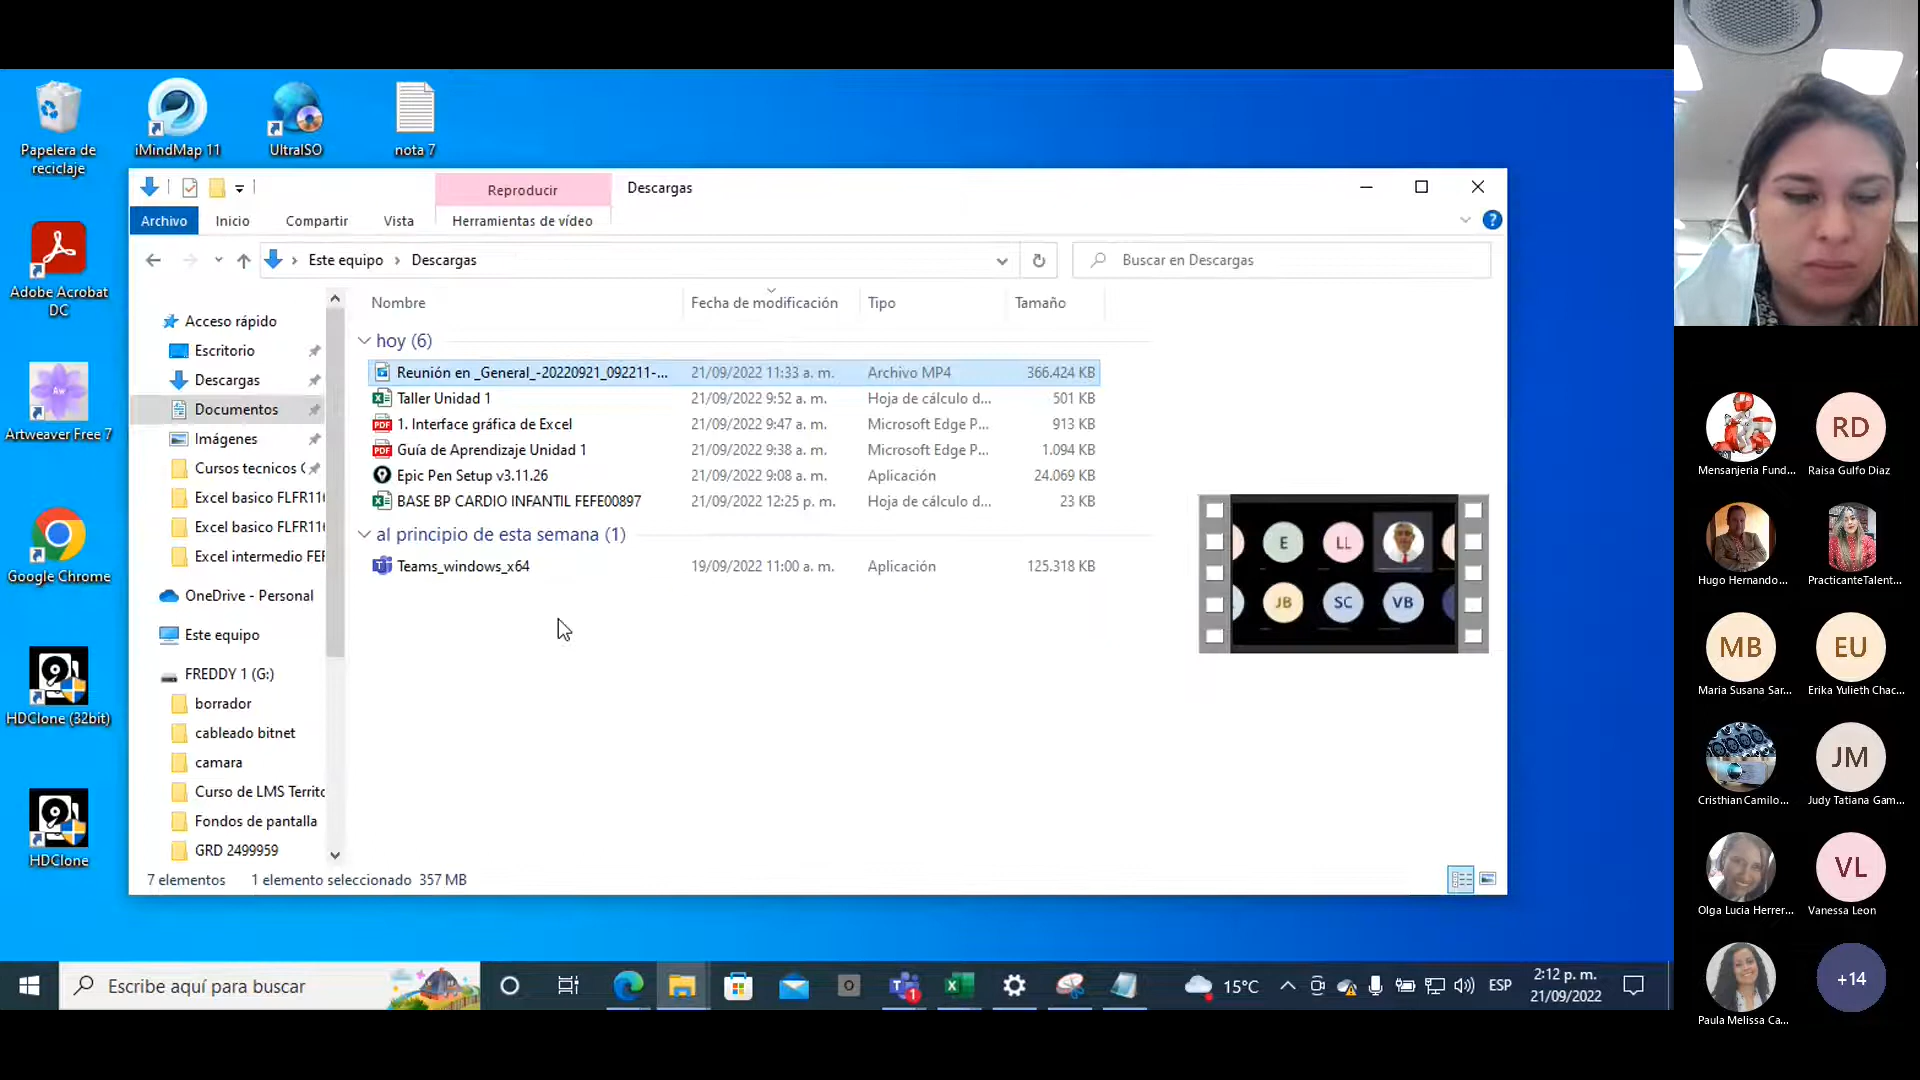 Papelera de
reciclaje
iMindMap 11
UltraISO
nota 7
Adobe Acrobat
DC
Artweaver Free 7
Google Chrome
HDClone (32bit)
HDClone
Reproducir
Descargas
Archivo
Inicio
Compartir
Vista
Herramientas de vídeo
Este equipo
Descargas
Buscar en Descargas
Nombre
Fecha de modificación
Tipo
Tamaño
Acceso rápido
Escritorio
Descargas
Documentos
Imágenes
Cursos tecnicos C
Excel basico FLFR11
Excel basico FLFR11
Excel intermedio FEF
OneDrive - Personal
Este equipo
FREDDY 1 (G:)
borrador
cableado bitnet
camara
Curso de LMS Territo
Fondos de pantalla
GRD 2499959
hoy (6)
Reunión en _General_-20220921_092211-... 21/09/2022 11:33 a. m. Archivo MP4 366.424 KB
Taller Unidad 1 21/09/2022 9:52 a. m. Hoja de cálculo d... 501 KB
1. Interface gráfica de Excel 21/09/2022 9:47 a. m. Microsoft Edge P... 913 KB
Guía de Aprendizaje Unidad 1 21/09/2022 9:38 a. m. Microsoft Edge P... 1.094 KB
Epic Pen Setup v3.11.26 21/09/2022 9:08 a. m. Aplicación 24.069 KB
BASE BP CARDIO INFANTIL FEFE00897 21/09/2022 12:25 p. m. Hoja de cálculo d... 23 KB
al principio de esta semana (1)
Teams_windows_x64 19/09/2022 11:00 a. m. Aplicación 125.318 KB
E LL
JB SC VB
7 elementos 1 elemento seleccionado 357 MB
Escribe aquí para buscar
15°C
ESP
2:12 p. m.
21/09/2022
RD
Mensanjeria Fund...
Raisa Gulfo Diaz
Hugo Hernando...
PracticanteTalent...
MB
EU
Maria Susana Sar...
Erika Yulieth Chac...
JM
Cristhian Camilo...
Judy Tatiana Gam...
VL
Olga Lucia Herrer...
Vanessa Leon
+14
Paula Melissa Ca...